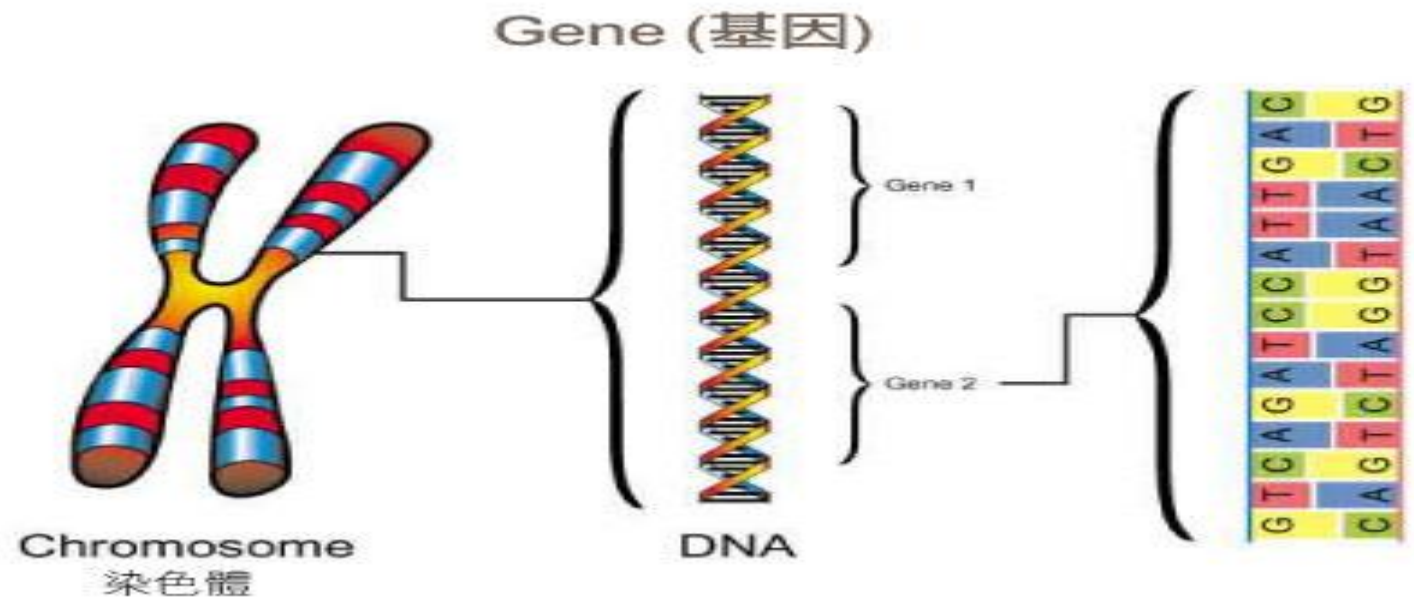 Gene (基因)
Chromosome
染色體
DNA
Gene 1
Gene 2
C G
A T
G C
T A
T A
A T
C G
C G
T A
A T
G C
A T
C G
T A
G C